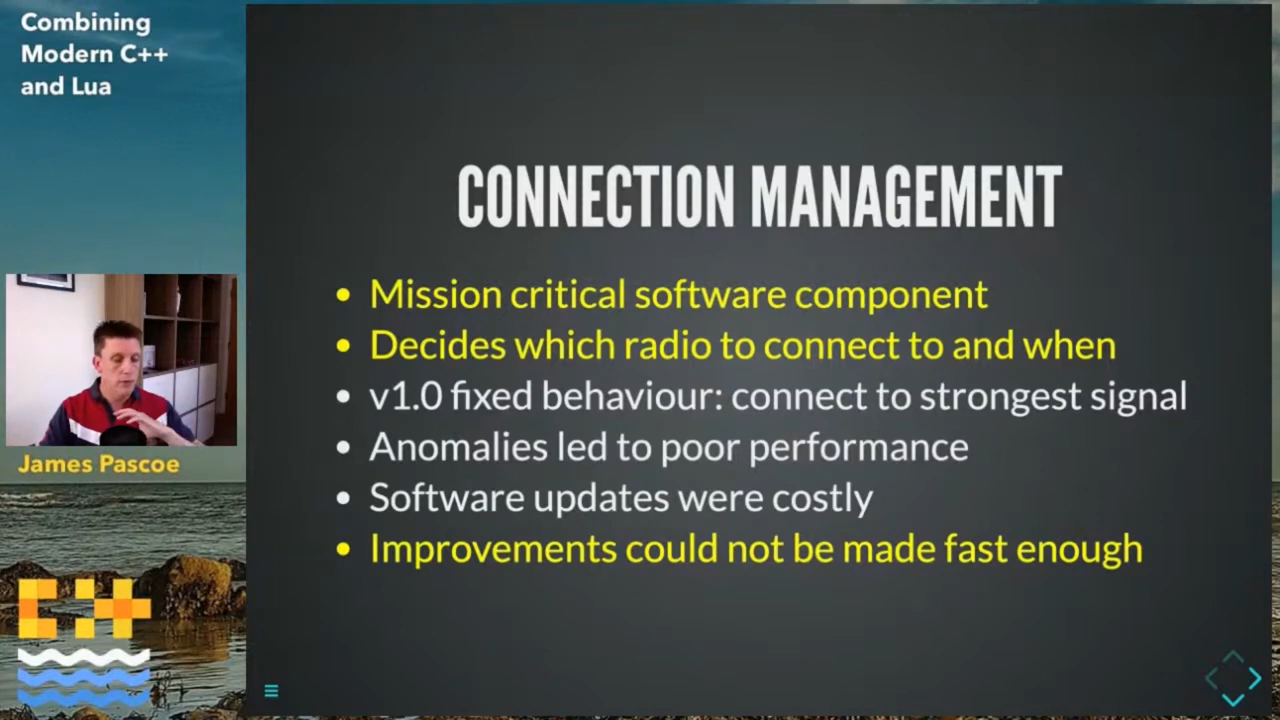 Combining
Modern C++
and Lua
CONNECTION MANAGEMENT
Mission critical software component
Decides which radio to connect to and when
v1.0 fixed behaviour: connect to strongest signal
Anomalies led to poor performance
Software updates were costly
Improvements could not be made fast enough
James Pascoe
C++